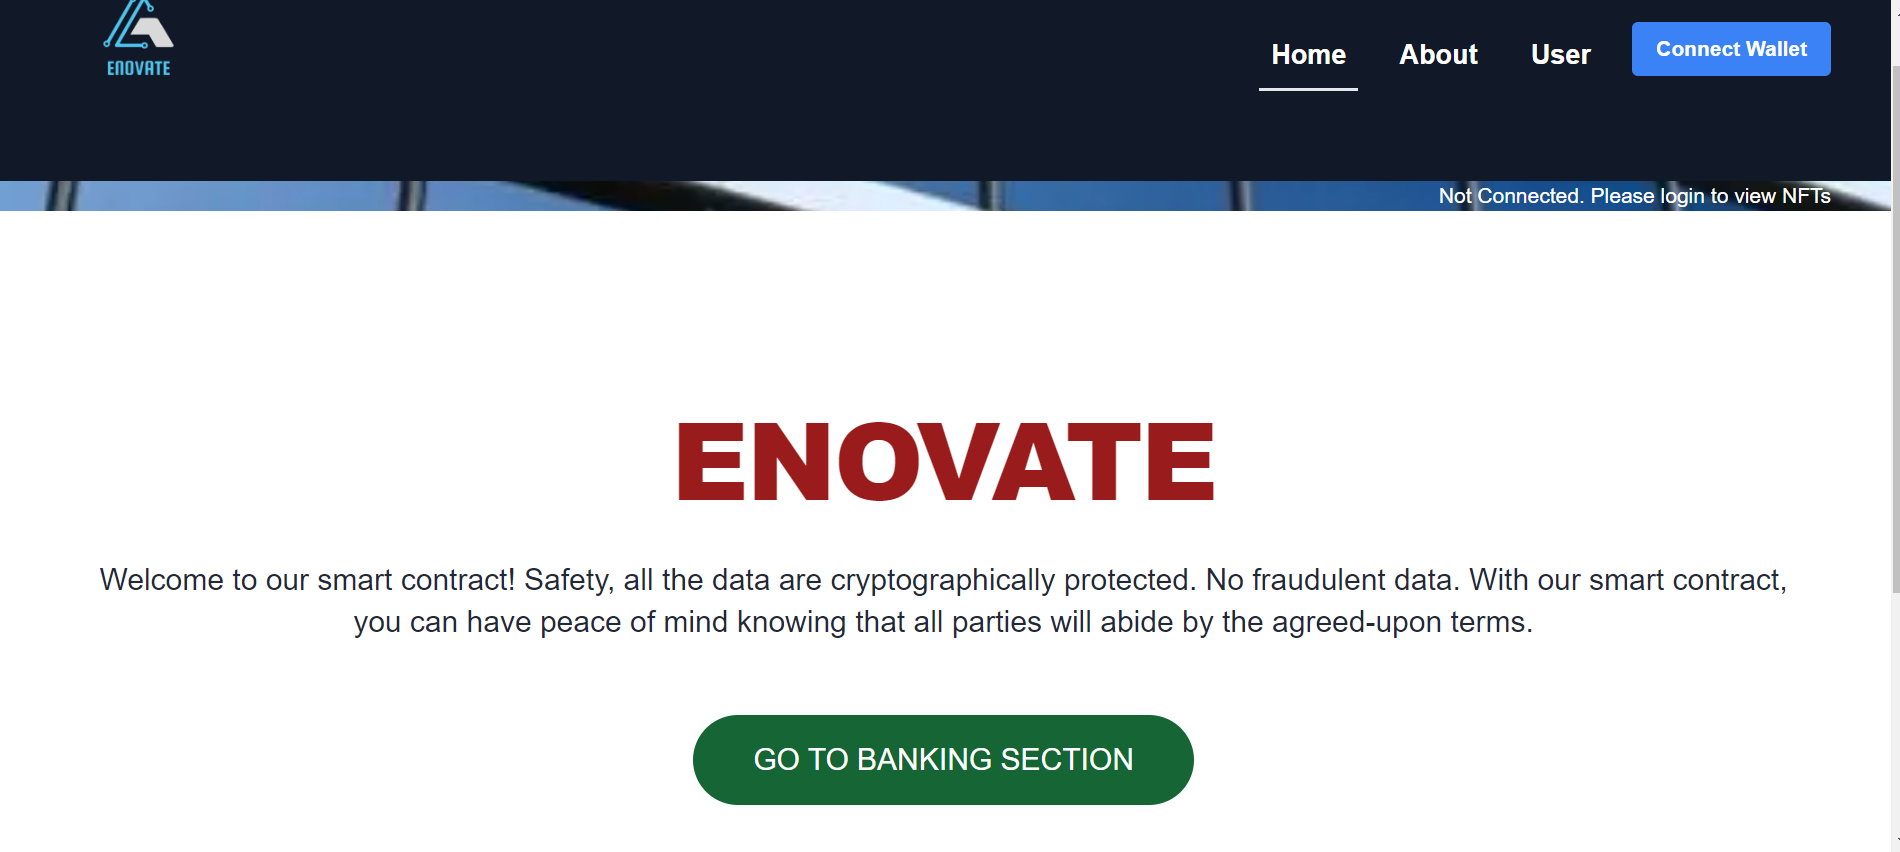 ENOVATE
Home About User Connect Wallet
Not Connected. Please login to view NFTs
ENOVATE
Welcome to our smart contract! Safety, all the data are cryptographically protected. No fraudulent data. With our smart contract,
you can have peace of mind knowing that all parties will abide by the agreed-upon terms.
GO TO BANKING SECTION